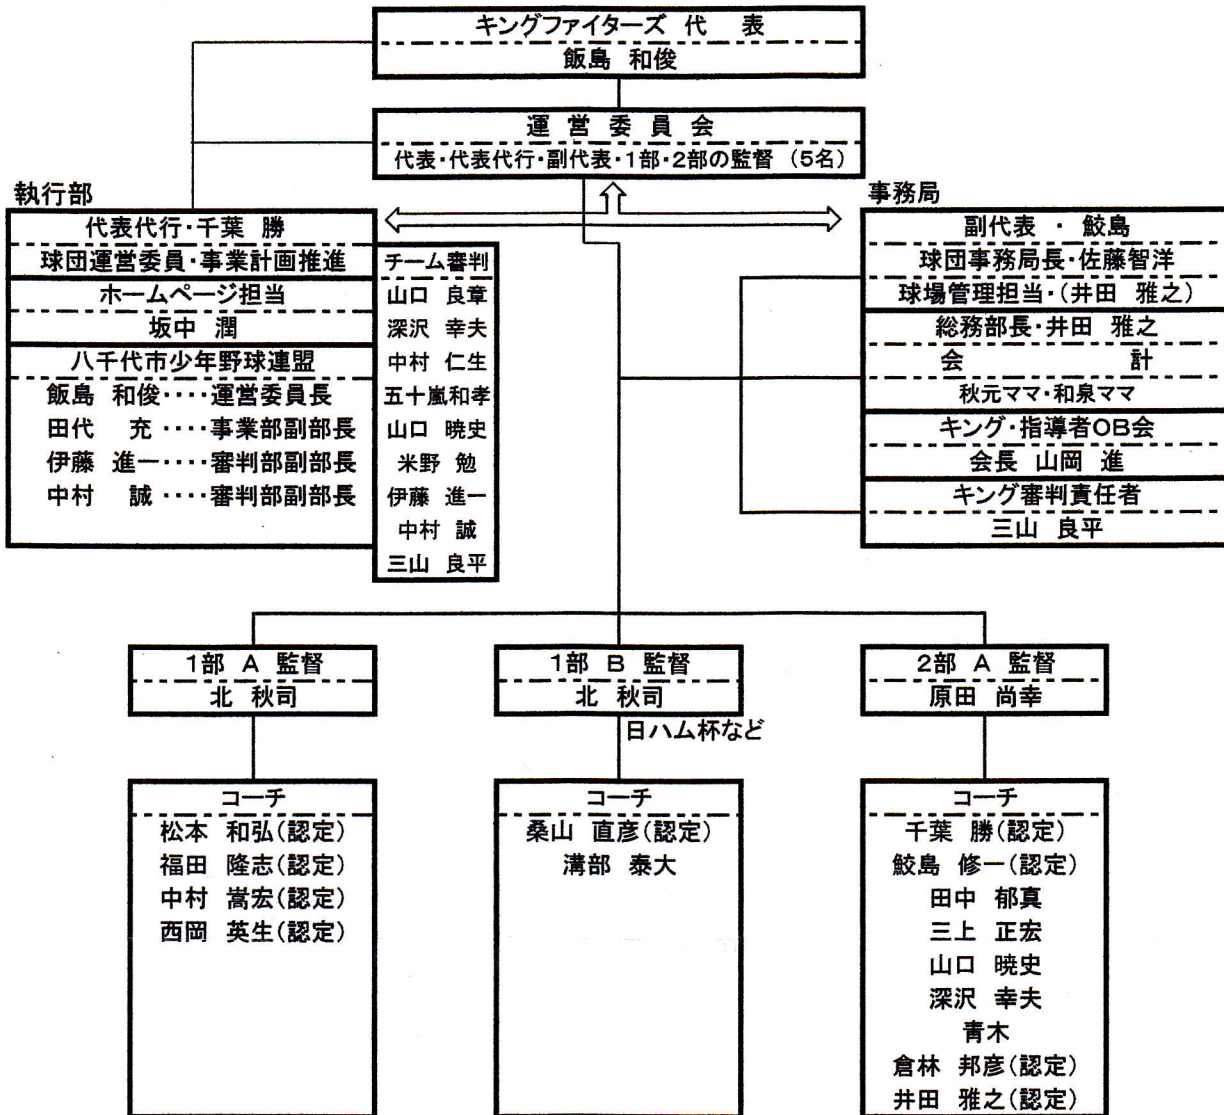 キングファイターズ 代 表
飯島 和俊
運 営 委 員 会
代表・代表代行・副代表・1部・2部の監督 (5名)
執行部
代表代行・千葉 勝
球団運営委員・事業計画推進
ホームページ担当
坂中 潤
八千代市少年野球連盟
飯島 和俊‥‥運営委員長
田代 充‥‥事業部副部長
伊藤 進一‥‥審判部副部長
中村 誠‥‥審判部副部長
チーム審判
山口 良章
深沢 幸夫
中村 仁生
五十嵐和孝
山口 暁史
米野 勉
伊藤 進一
中村 誠
三山 良平
事務局
副代表 ・ 鮫島
球団事務局長・佐藤智洋
球場管理担当・(井田 雅之)
総務部長・井田 雅之
会 計
秋元ママ・和泉ママ
キング・指導者OB会
会長 山岡 進
キング審判責任者
三山 良平
1部 A 監督
北 秋司
コーチ
松本 和弘(認定)
福田 隆志(認定)
中村 嵩宏(認定)
西岡 英生(認定)
1部 B 監督
北 秋司
日ハム杯など
コーチ
桑山 直彦(認定)
溝部 泰大
2部 A 監督
原田 尚幸
コーチ
千葉 勝(認定)
鮫島 修一(認定)
田中 郁真
三上 正宏
山口 暁史
深沢 幸夫
青木
倉林 邦彦(認定)
井田 雅之(認定)